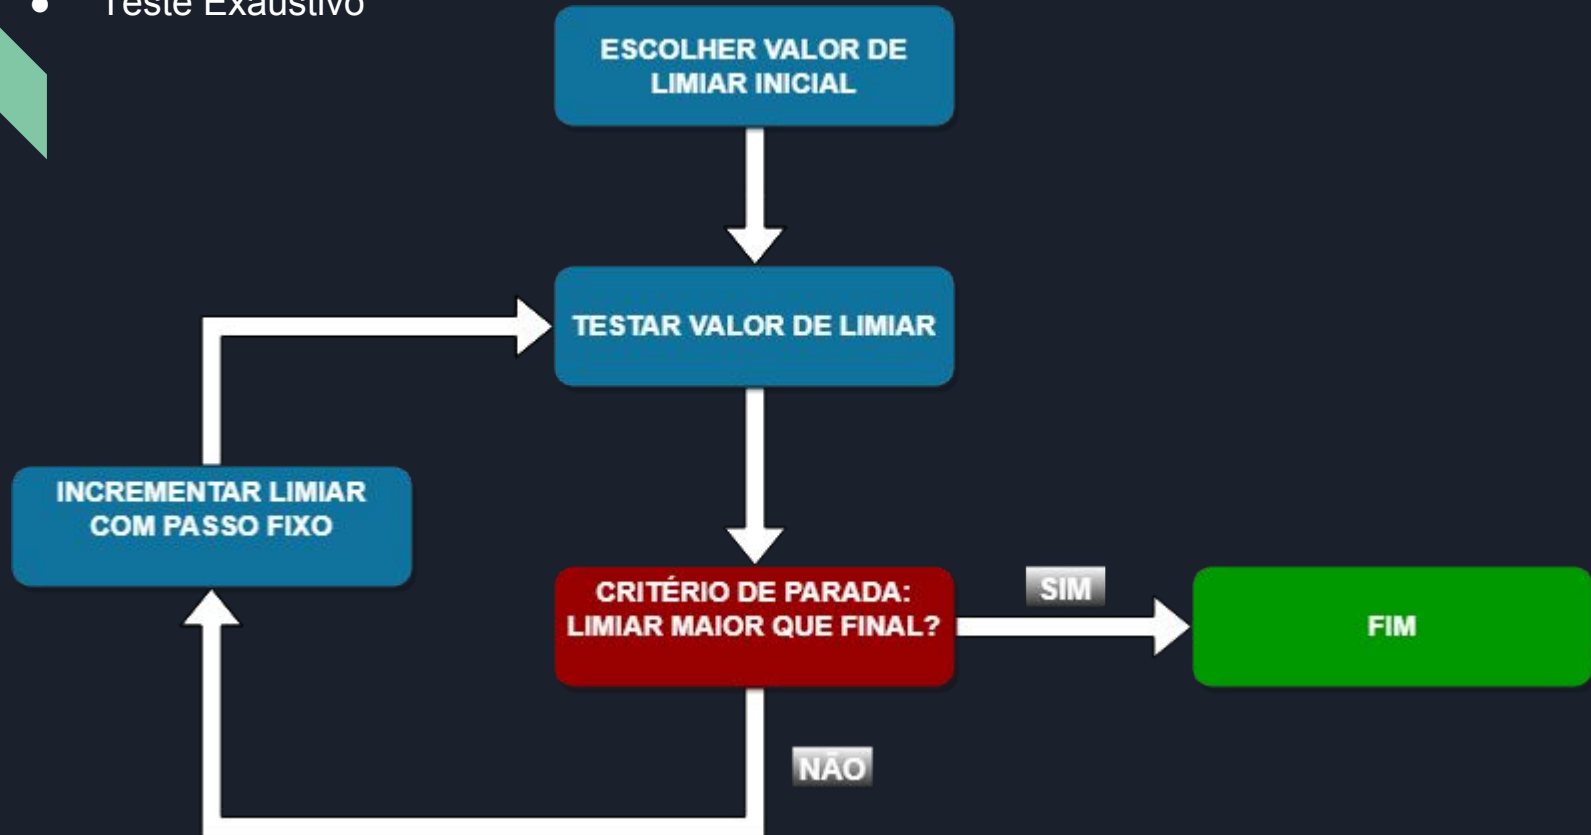 ● Teste Exaustivo
ESCOLHER VALOR DE
LIMIAR INICIAL
TESTAR VALOR DE LIMIAR
INCREMENTAR LIMIAR
COM PASSO FIXO
CRITÉRIO DE PARADA:
LIMIAR MAIOR QUE FINAL?
SIM
FIM
NÃO